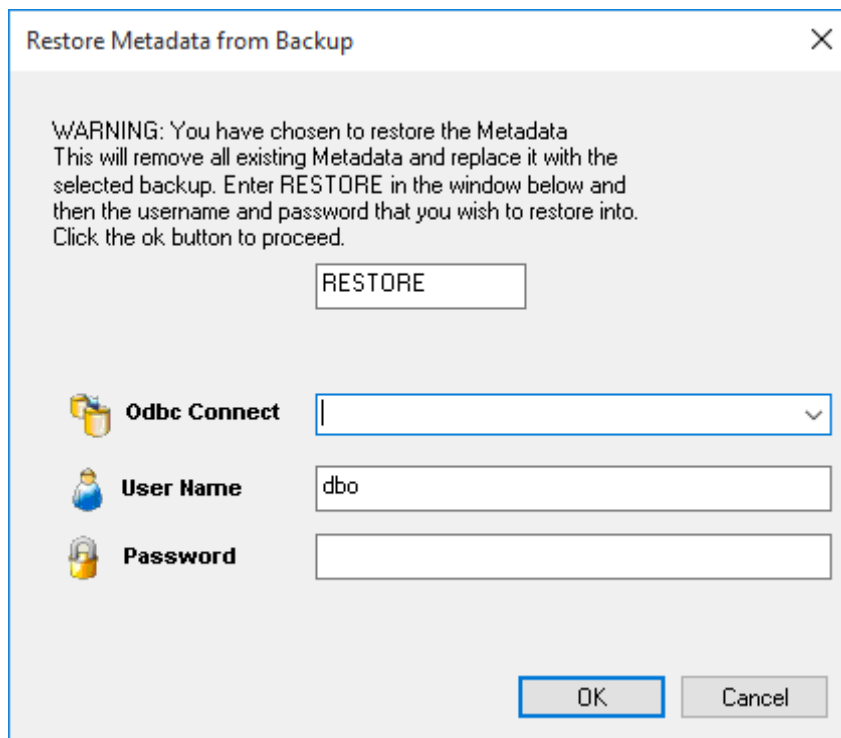 Restore Metadata from Backup
WARNING: You have chosen to restore the Metadata
This will remove all existing Metadata and replace it with the
selected backup. Enter RESTORE in the window below and
then the username and password that you wish to restore into.
Click the ok button to proceed.
RESTORE
Odbc Connect
User Name
dbo
Password
OK
Cancel